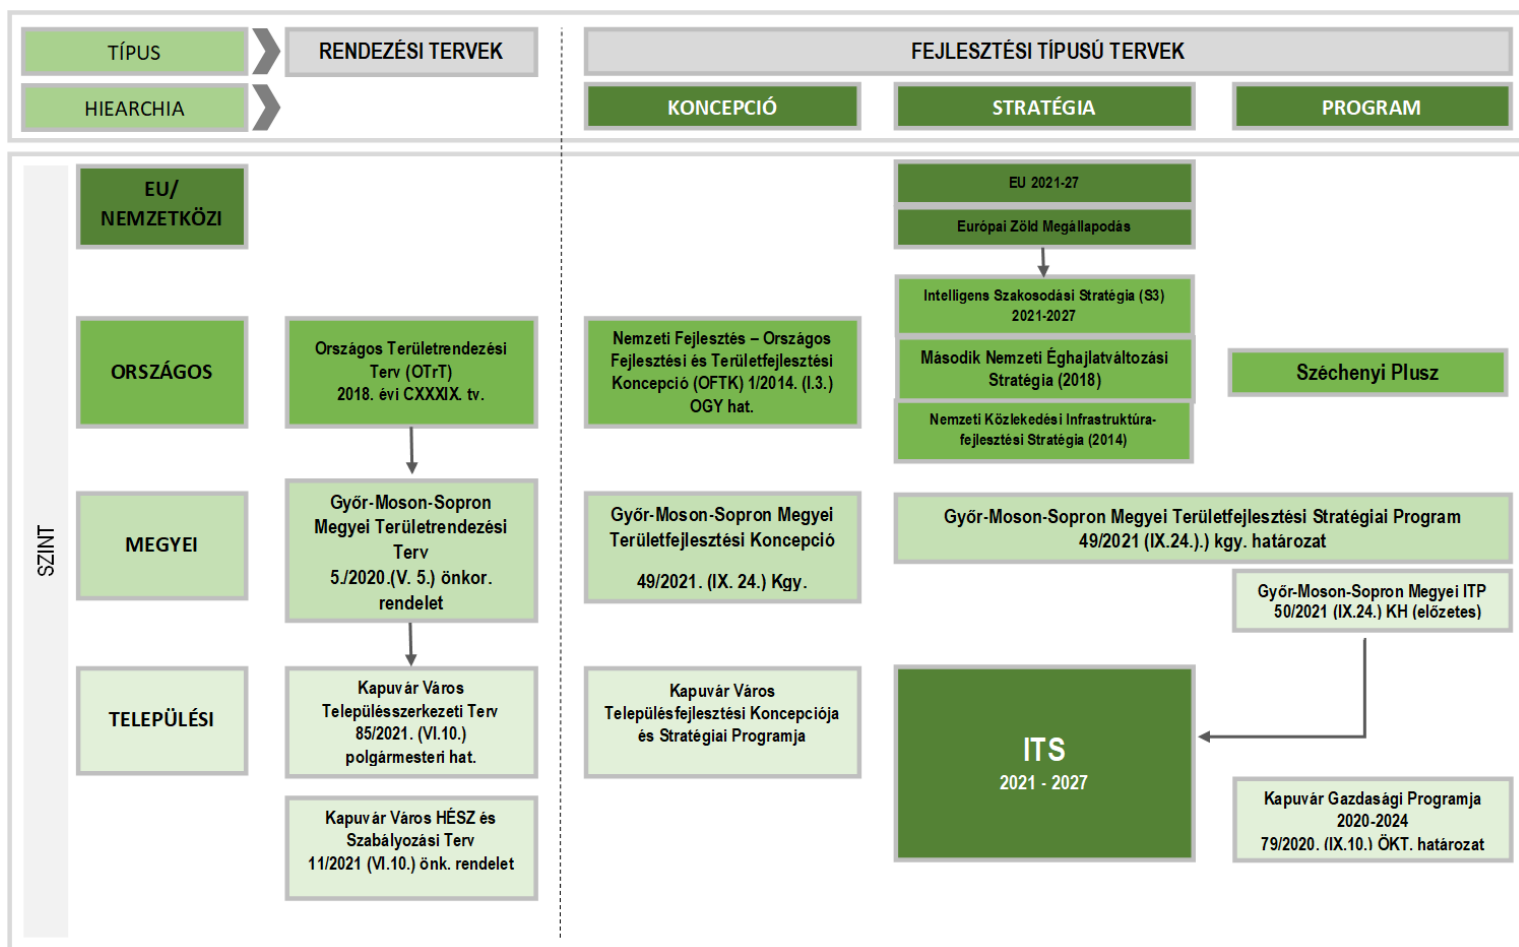 TÍPUS
RENDEZÉSI TERVEK
FEJLESZTÉSI TÍPUSÚ TERVEK
HIEARCHIA
KONCEPCIÓ
STRATÉGIA
PROGRAM
SZINT
EU/
NEMZETKÖZI
EU 2021-27
Európai Zöld Megállapodás
ORSZÁGOS
Országos Területrendezési
Terv (OTrT)
2018. évi CXXXIX. tv.
Nemzeti Fejlesztés – Országos
Fejlesztési és Területfejlesztési
Koncepció (OFTK) 1/2014. (I.3.)
OGY hat.
Intelligens Szakosodási Stratégia (S3)
2021-2027
Második Nemzeti Éghajlatváltozási
Stratégia (2018)
Nemzeti Közlekedési Infrastruktúra-
fejlesztési Stratégia (2014)
Széchenyi Plusz
MEGYEI
Győr-Moson-Sopron
Megyei Területrendezési
Terv
5./2020.(V. 5.) önkor.
rendelet
Győr-Moson-Sopron Megyei
Területfejlesztési Koncepció
49/2021. (IX. 24.) Kgy.
Győr-Moson-Sopron Megyei Területfejlesztési Stratégiai Program
49/2021 (IX.24.).) kgy. határozat
Győr-Moson-Sopron Megyei ITP
50/2021 (IX.24.) KH (előzetes)
TELEPÜLÉSI
Kapuvár Város
Településszerkezeti Terv
85/2021. (VI.10.)
polgármesteri hat.
Kapuvár Város
Településfejlesztési Koncepciója
és Stratégiai Programja
ITS
2021 - 2027
Kapuvár Város HÉSZ és
Szabályozási Terv
11/2021 (VI.10.) önk. rendelet
Kapuvár Gazdasági Programja
2020-2024
79/2020. (IX.10.) ÖKT. határozat